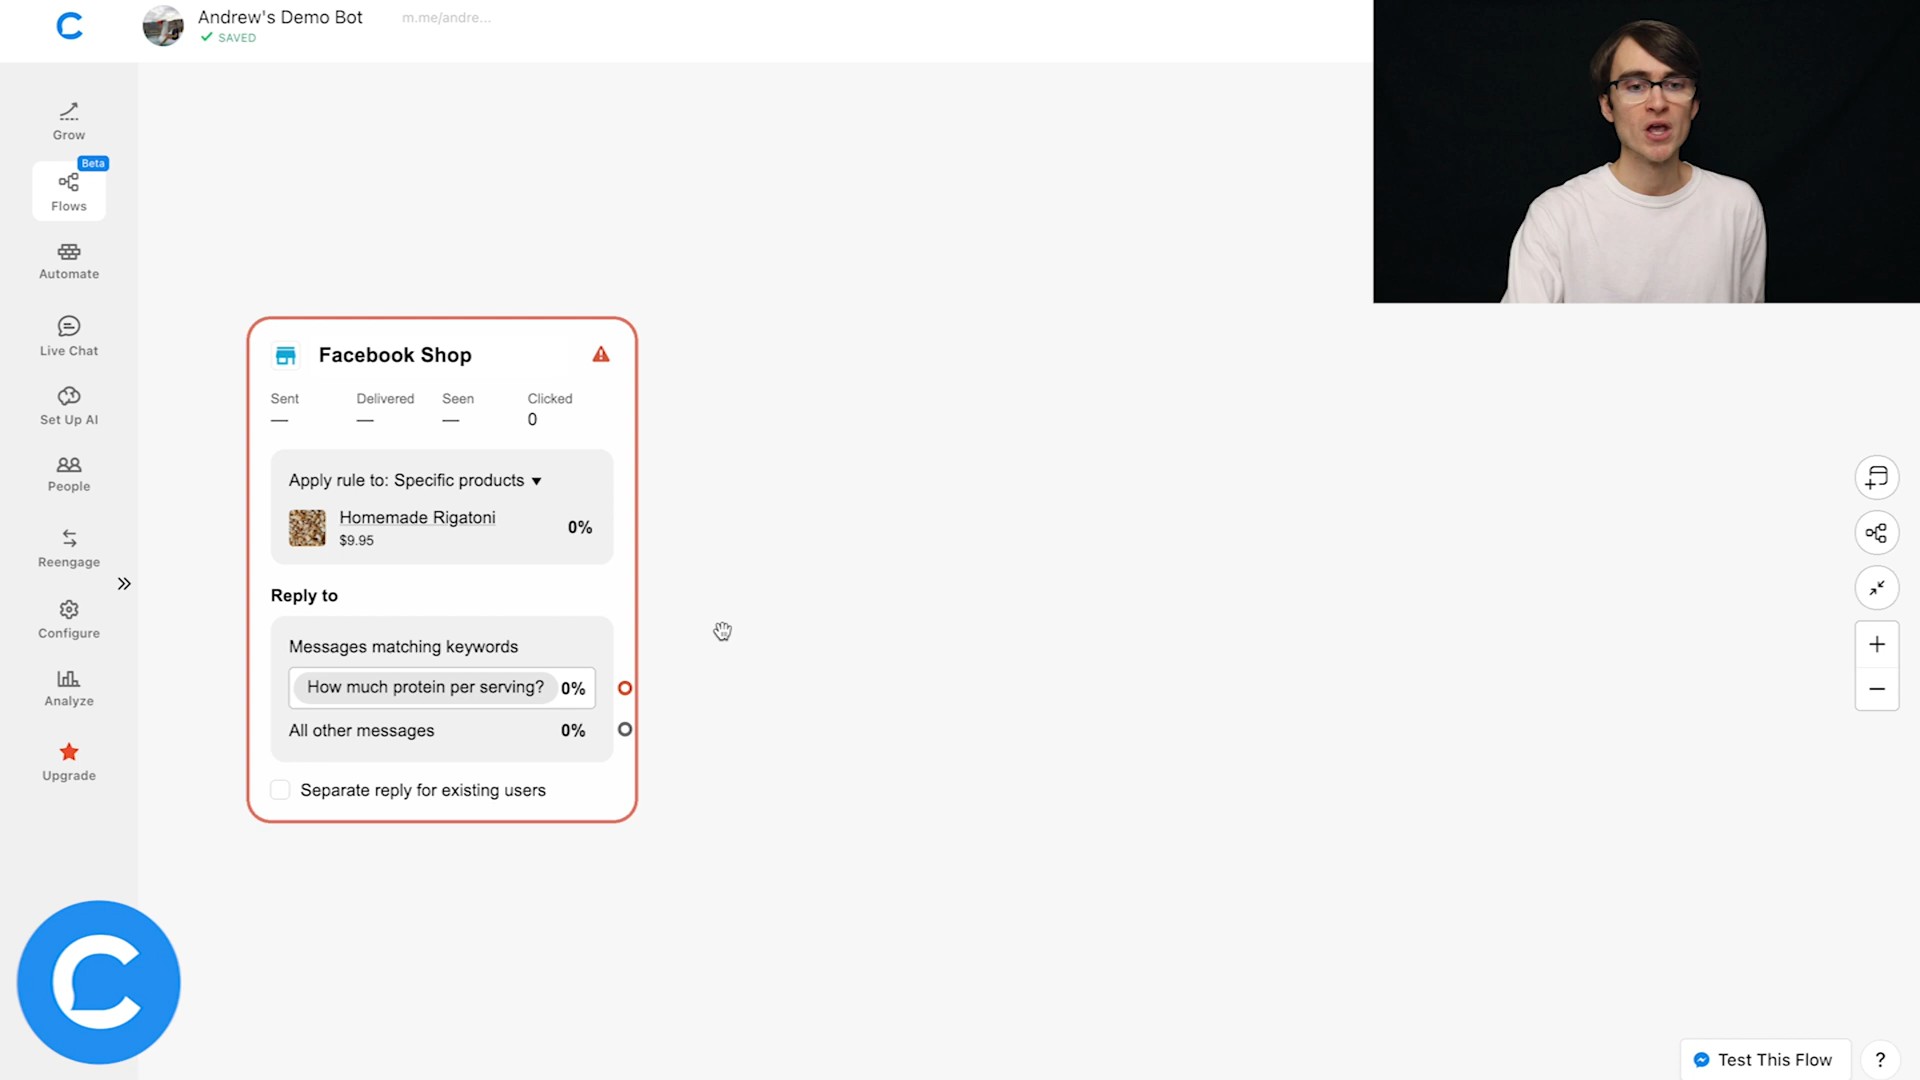 Andrew's Demo Bot
m.me/andre...
SAVED
Grow
Beta
Flows
Automate
Live Chat
Set Up AI
People
Reengage
Configure
Analyze
Upgrade
Facebook Shop
Sent Delivered Seen Clicked
— — — 0
Apply rule to: Specific products
Homemade Rigatoni
$9.95
0%
Reply to
Messages matching keywords
How much protein per serving? 0%
All other messages 0%
Separate reply for existing users
Test This Flow
?